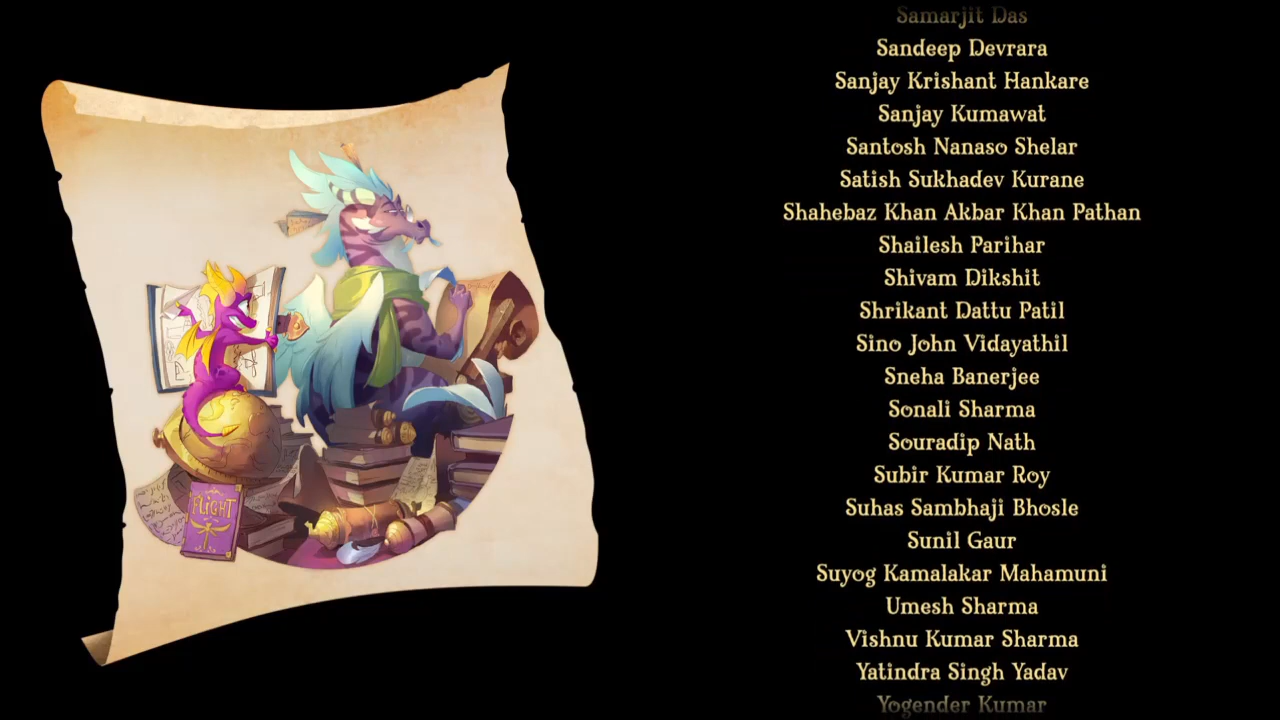 Samarjit Das
Sandeep Devrara
Sanjay Krishant Hankare
Sanjay Kumawat
Santosh Nanaso Shelar
Satish Sukhadev Kurane
Shahebaz Khan Akbar Khan Pathan
Shailesh Parihar
Shivam Dikshit
Shrikant Dattu Patil
Sino John Vidayathil
Sneha Banerjee
Sonali Sharma
Souradip Nath
Subir Kumar Roy
Suhas Sambhaji Bhosle
Sunil Gaur
Suyog Kamalakar Mahamuni
Umesh Sharma
Vishnu Kumar Sharma
Yatindra Singh Yadav
Yogender Kumar
FLIGHT